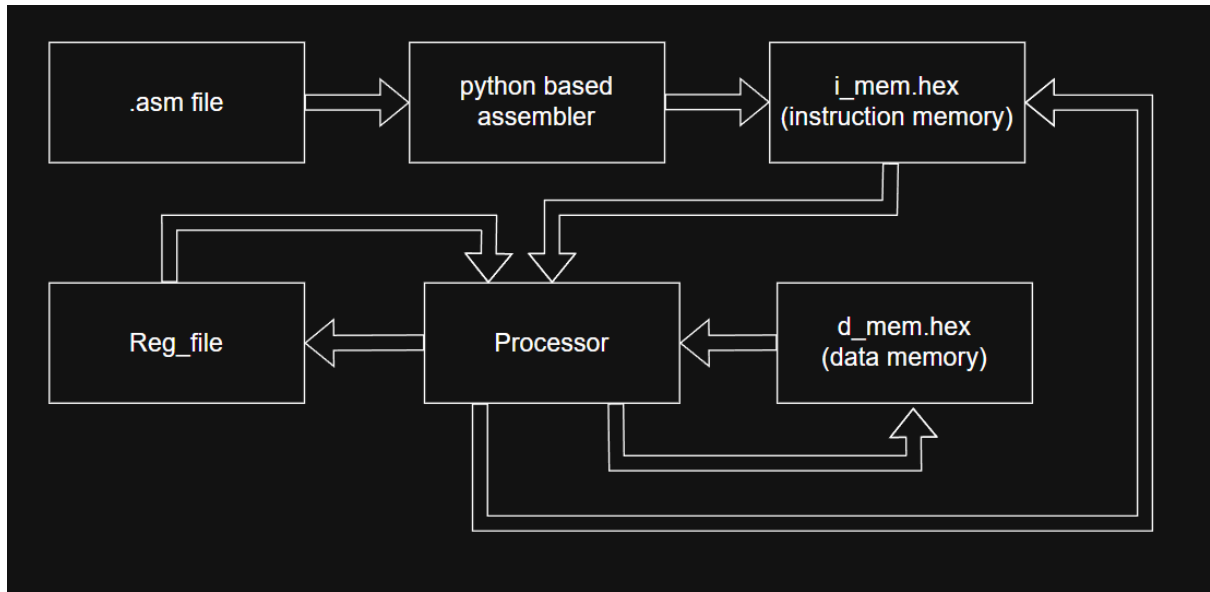 .asm file
python based
assembler
i_mem.hex
(instruction memory)
Reg_file
Processor
d_mem.hex
(data memory)